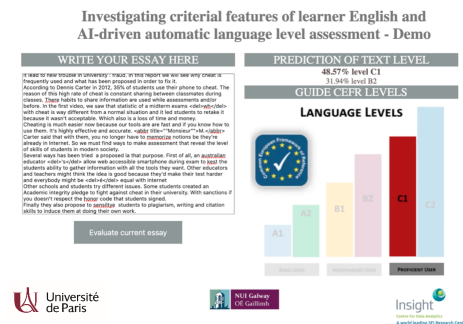 Investigating criterial features of learner English and
AI-driven automatic language level assessment - Demo
WRITE YOUR ESSAY HERE
it lead to new trouble in University : fraud. In this report we will see why cheat is
frequently used and what has been proposed in order to fix it.
According to Dennis Carter in 2012, 35% of students use their phone to cheat. The
reason of this high rate of cheat is constant sharing documentation during
classes. There habits to share information are used while assessments and/or
before. In the first video, we saw that statistic of a midterm exams <del>wit</del>
with cheat is very different from a normal situation and it led students to retake it
because it wasn't acceptable. Which also is a loss of money.
Cheating is much easier now because our tools are fast and if you know how to
use them. It's highly effective and accurate. <abbr title="""Monsieur""">M.</abbr>
Carter said that with them, you no longer have to memorize notions be they're
already in internet. So we must find ways to make assessment that reveal the level
of skills of students in modern society.
Several ways has been tried a proposed is that purpose. First of all, an australian
educator <del>'s</del> allow with accessible smartphone during exam to test the
students ability to gather information with all the tools they want. Other educators
and teachers might think the idea is good because they'd make their test harder
and everybody might be <del>l</del> equal with internet
Other schools and students try different issues. Some students created an
Academic integrity pledge to fight against cheat in their university. With sanctions if
you doesn't respect the honor code that students signed.
Finally they also propose to sensitive students to plagiarism, writing and citation
skills to induce them at doing their own work.
Evaluate current essay
PREDICTION OF TEXT LEVEL
48.57% level C1
31.94% level B2
GUIDE CEFR LEVELS
LANGUAGE LEVELS
A1
A2
B1
B2
C1
C2
PROFICIENT USER
Université
de Paris
NUI Galway
OÉ Gaillimh
Insight